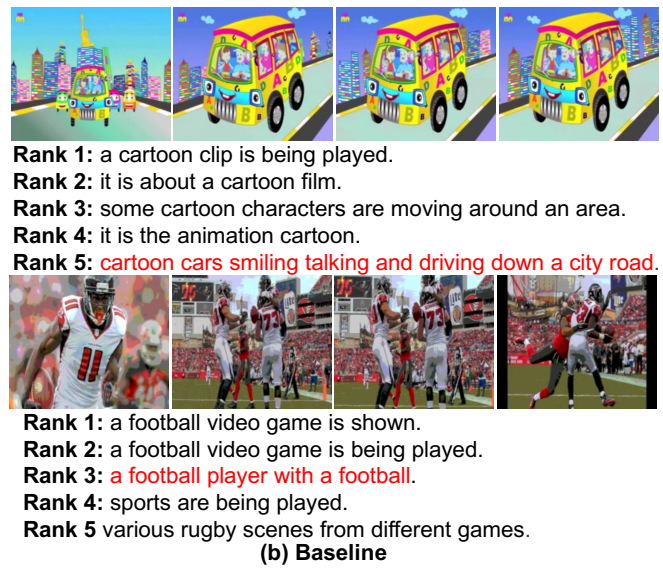 Rank 1: a cartoon clip is being played.
Rank 2: it is about a cartoon film.
Rank 3: some cartoon characters are moving around an area.
Rank 4: it is the animation cartoon.
Rank 5: cartoon cars smiling talking and driving down a city road.
11
73
73
Rank 1: a football video game is shown.
Rank 2: a football video game is being played.
Rank 3: a football player with a football.
Rank 4: sports are being played.
Rank 5 various rugby scenes from different games.
(b) Baseline